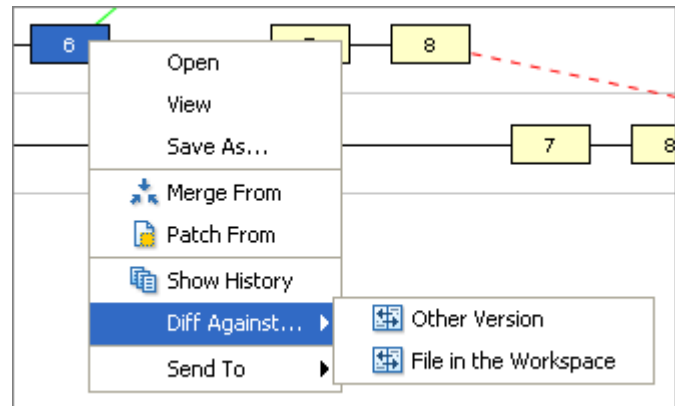 6 8
Open
View
Save As...
7 8
Merge From
Patch From
Show History
Diff Against...
Other Version
File in the Workspace
Send To